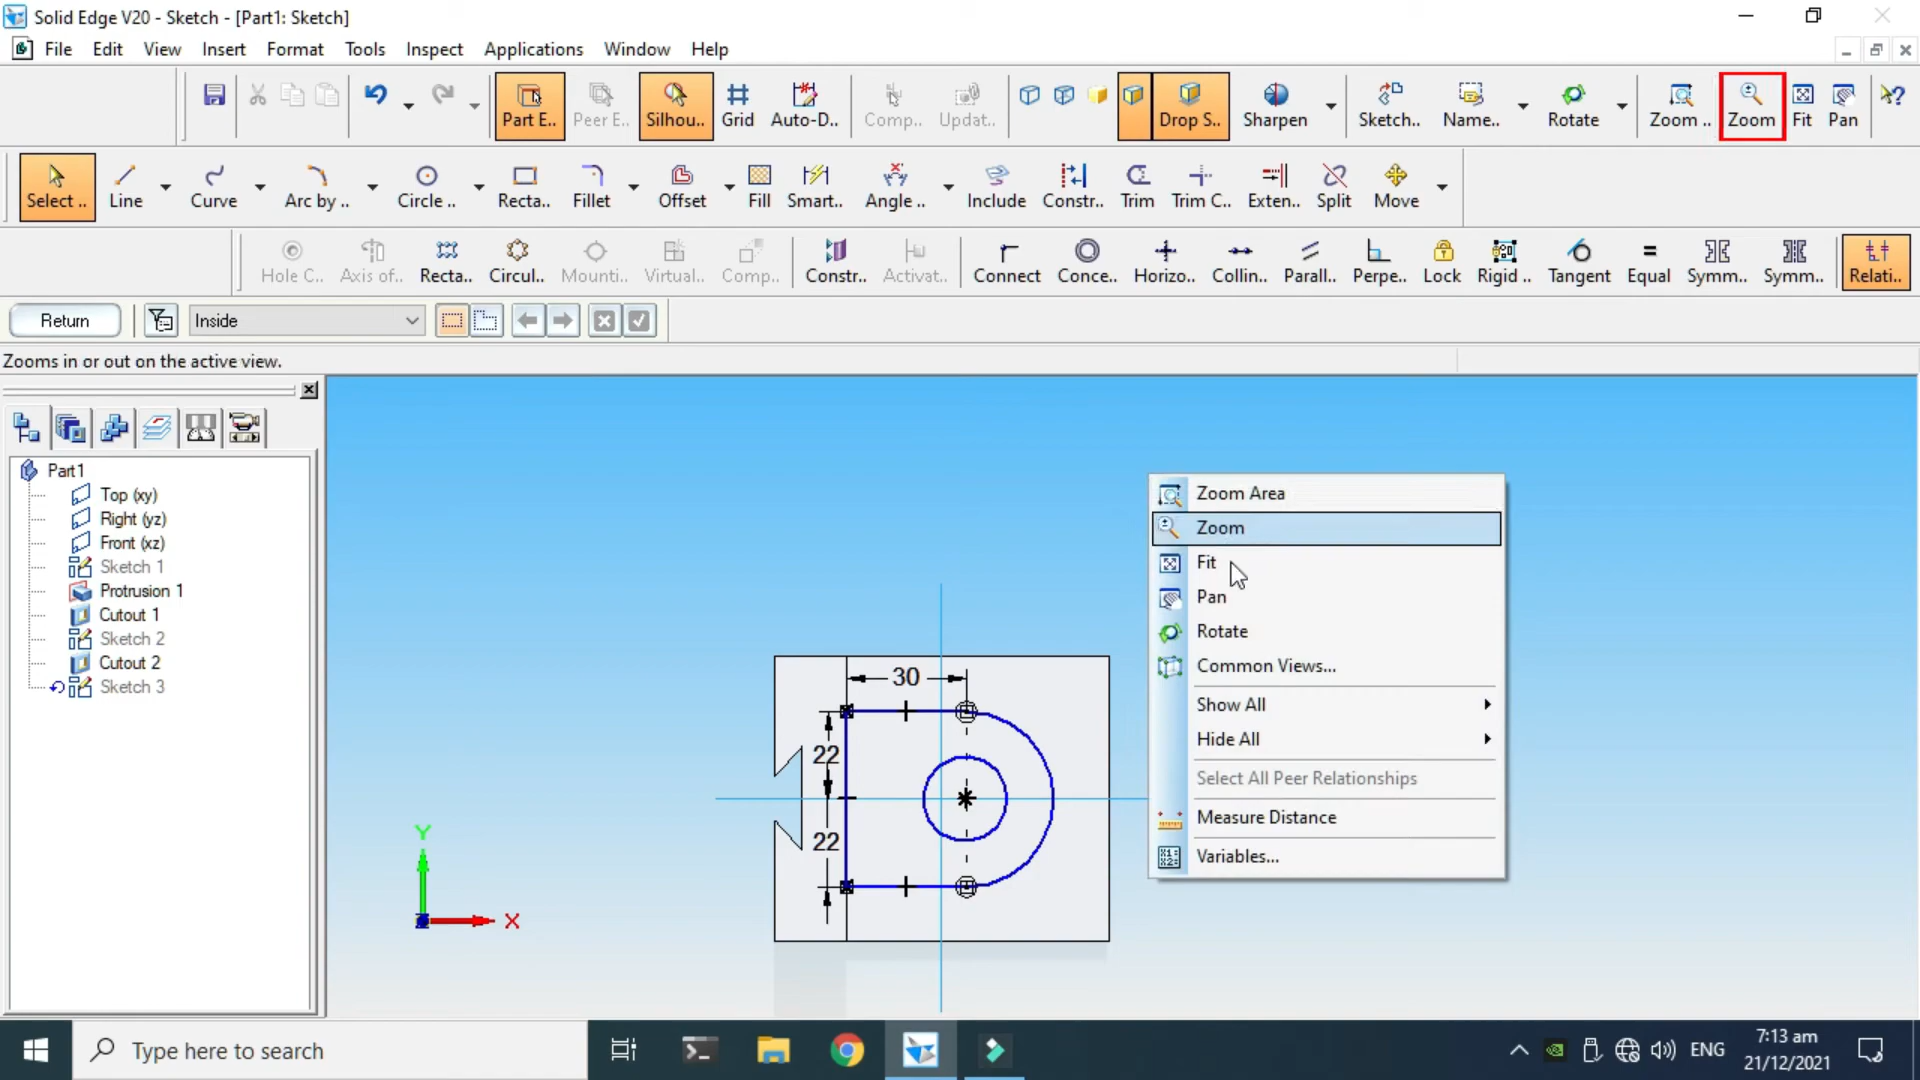 Solid Edge V20 - Sketch - [Part1: Sketch]
File Edit View Insert Format Tools Inspect Applications Window Help
Part E.. Peer E.. Silhou.. Grid Auto-D.. Comp.. Updat.. Drop S.. Sharpen Sketch.. Name.. Rotate Zoom .. Zoom Fit Pan
Select .. Line Curve Arc by .. Circle .. Recta.. Fillet Offset Fill Smart.. Angle .. Include Constr.. Trim Trim C.. Exten.. Split Move
Hole C.. Axis of.. Recta.. Circul.. Mounti.. Virtual.. Comp.. Constr.. Activat.. Connect Conce.. Horizo.. Collin.. Parall.. Perpe.. Lock Rigid .. Tangent Equal Symm.. Symm.. Relati..
Return Inside
Zooms in or out on the active view.
Part1
Top (xy)
Right (yz)
Front (xz)
Sketch 1
Protrusion 1
Cutout 1
Sketch 2
Cutout 2
Sketch 3
30
22
22
Y
X
Zoom Area
Zoom
Fit
Pan
Rotate
Common Views...
Show All
Hide All
Select All Peer Relationships
Measure Distance
Variables...
Type here to search
ENG
7:13 am
21/12/2021